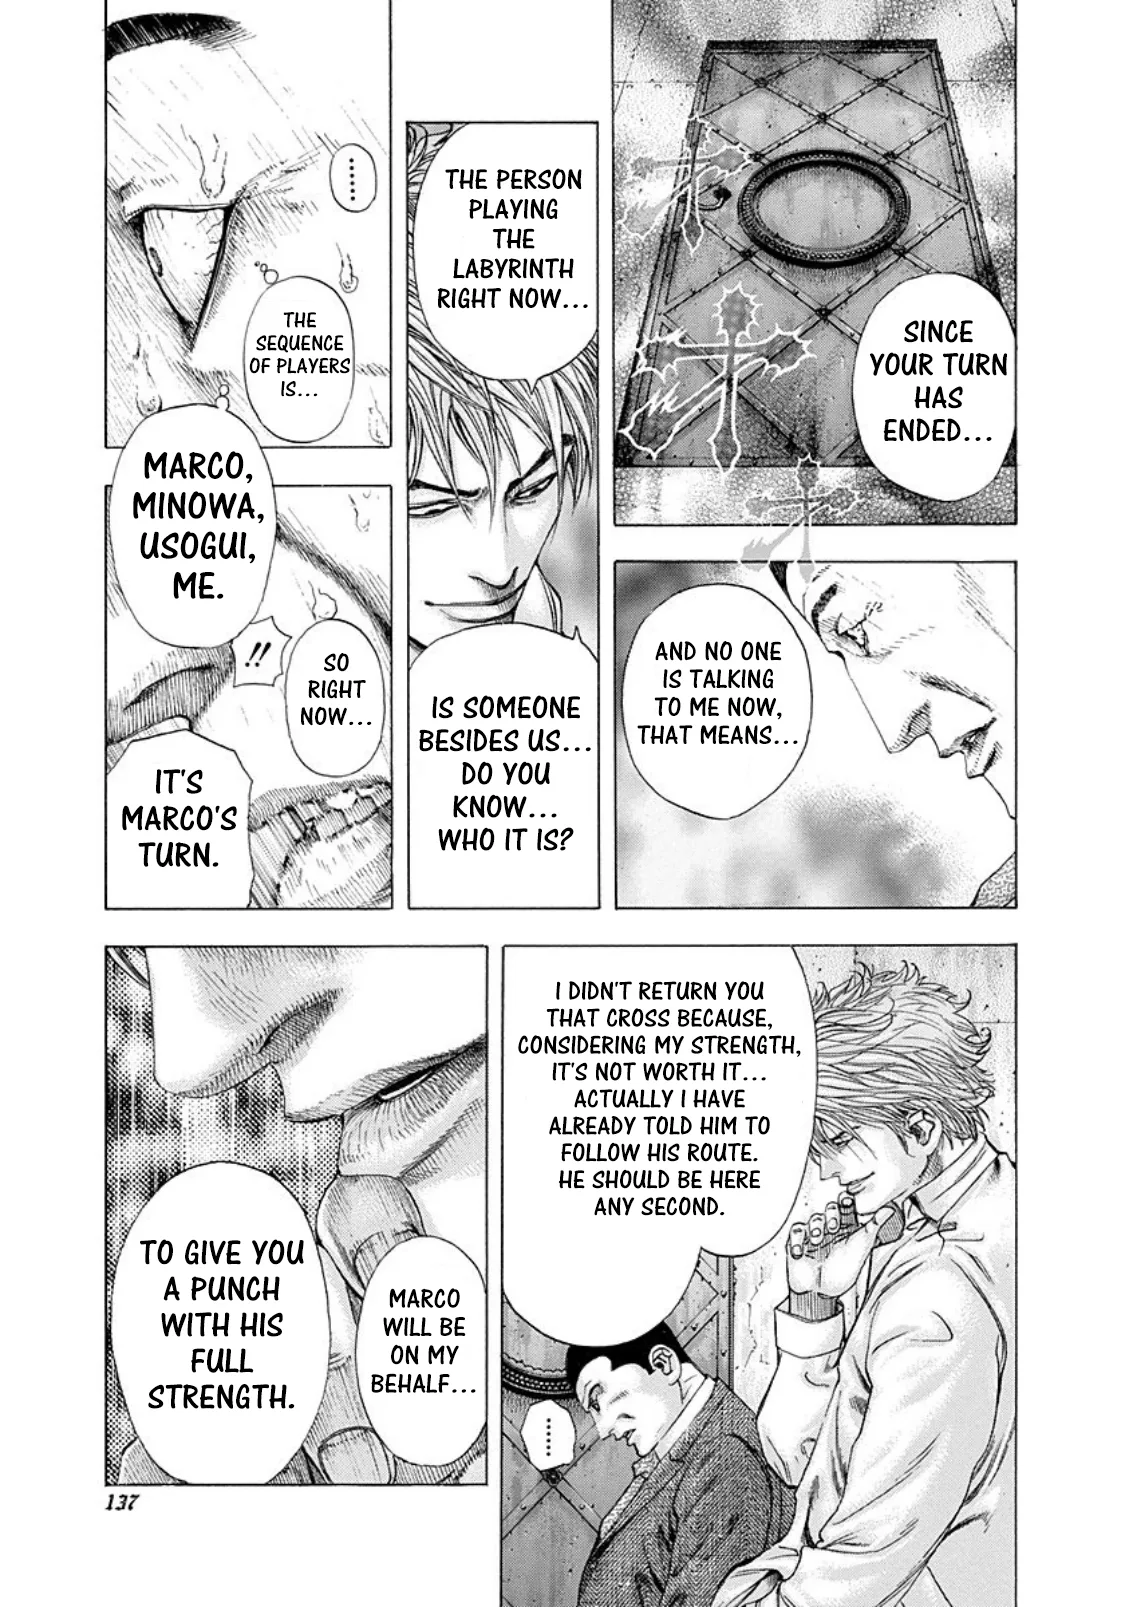 SINCE
YOUR TURN
HAS
ENDED...
AND NO ONE
IS TALKING
TO ME NOW,
THAT MEANS...
THE PERSON
PLAYING
THE
LABYRINTH
RIGHT NOW...
IS SOMEONE
BESIDES US...
DO YOU
KNOW...
WHO IT IS?
......
THE
SEQUENCE
OF PLAYERS
IS...
MARCO,
MINOWA,
USOGUI,
ME.
!!
SO
RIGHT
NOW...
IT'S
MARCO'S
TURN.
I DIDN'T RETURN YOU
THAT CROSS BECAUSE,
CONSIDERING MY STRENGTH,
IT'S NOT WORTH IT...
ACTUALLY I HAVE
ALREADY TOLD HIM TO
FOLLOW HIS ROUTE.
HE SHOULD BE HERE
ANY SECOND.
......
MARCO
WILL BE
ON MY
BEHALF...
TO GIVE YOU
A PUNCH
WITH HIS
FULL
STRENGTH.
137